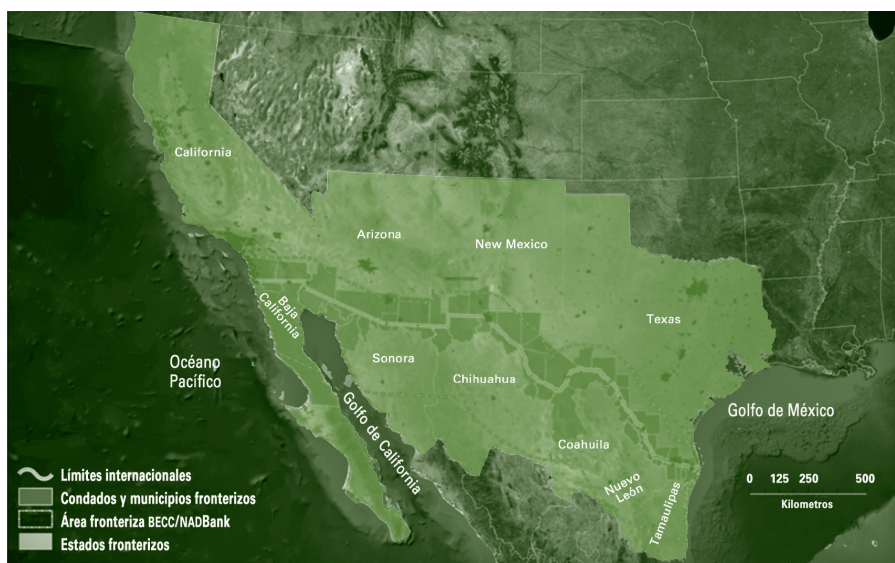 California
Arizona
New Mexico
Texas
Baja
California
Sonora
Chihuahua
Coahuila
Nuevo
León
Tamaulipas
Océano
Pacífico
Golfo de California
Golfo de México
0 125 250 500
Kilometros
Límites internacionales
Condados y municipios fronterizos
Área fronteriza BECC/NADBank
Estados fronterizos